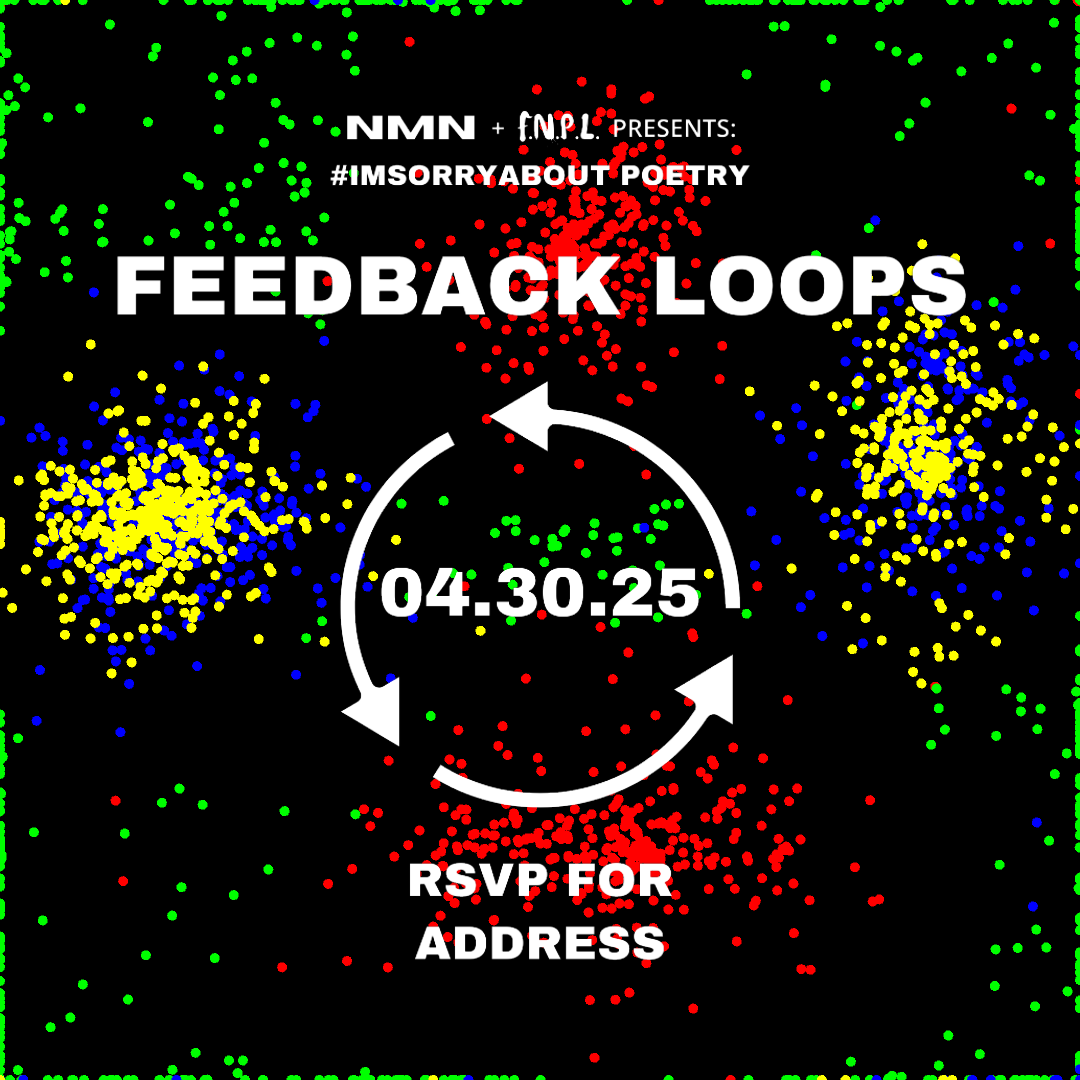 NMN + F.N.P.L. PRESENTS:
#IMSORRYABOUT POETRY
FEEDBACK LOOPS
04.30.25
RSVP FOR
ADDRESS